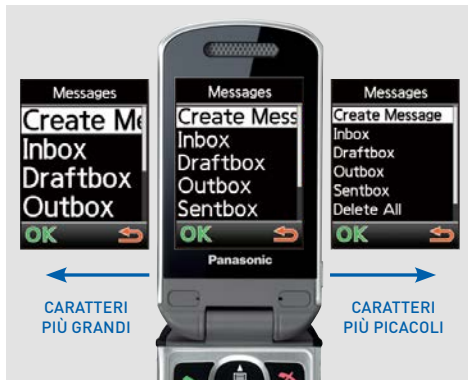 Messages
Create Me
Inbox
Draftbox
Outbox
OK
Messages
Create Mess
Inbox
Draftbox
Outbox
Sentbox
OK
Panasonic
Messages
Create Message
Inbox
Draftbox
Outbox
Sentbox
Delete All
OK
CARATTERI
PIÙ GRANDI
CARATTERI
PIÙ PICACOLI